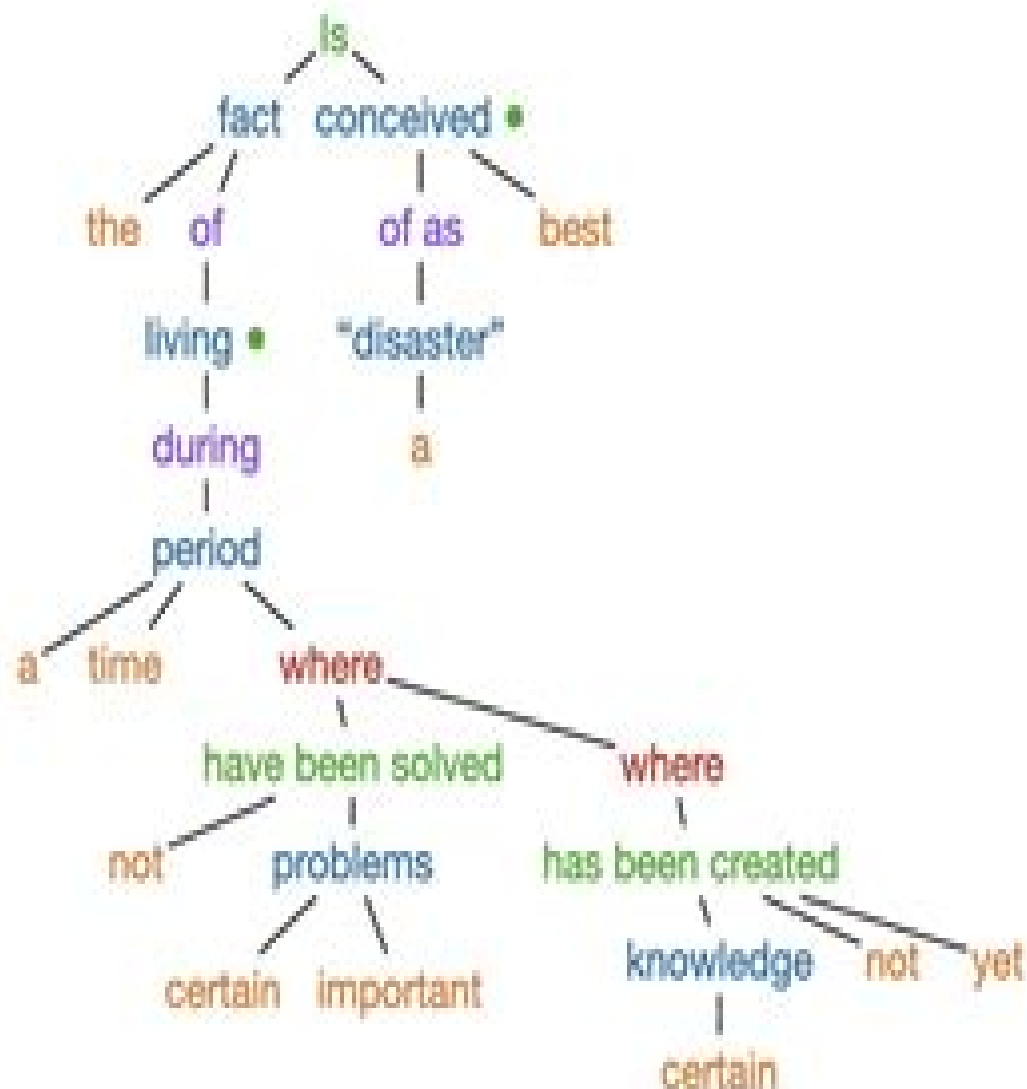 Is
fact conceived •
the of of as best
living • “disaster”
during a
period
a time where
have been solved where
not problems has been created
knowledge not yet
certain important
certain